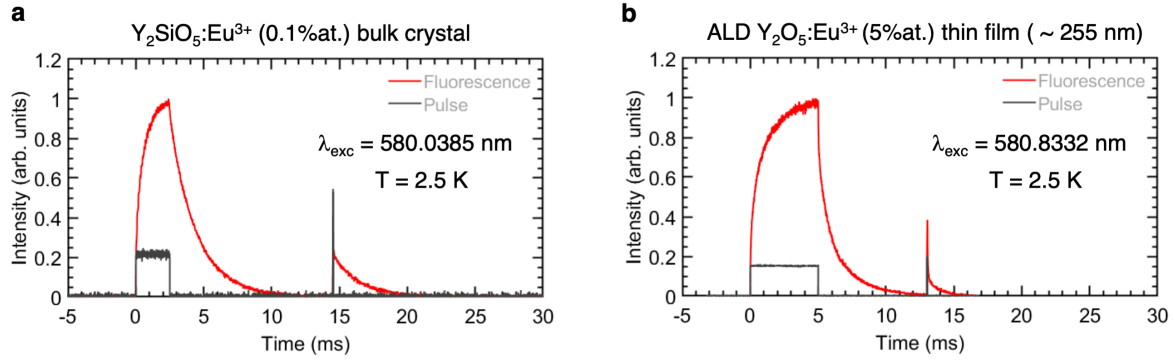 a
Y₂SiO₅:Eu³⁺ (0.1%at.) bulk crystal
1.2
1
0.8
0.6
0.4
0.2
0
Intensity (arb. units)
Fluorescence
Pulse
λexc = 580.0385 nm
T = 2.5 K
-5 0 5 10 15 20 25 30
Time (ms)
b
ALD Y₂O₅:Eu³⁺ (5%at.) thin film ( ~ 255 nm)
1.2
1
0.8
0.6
0.4
0.2
0
Intensity (arb. units)
Fluorescence
Pulse
λexc = 580.8332 nm
T = 2.5 K
-5 0 5 10 15 20 25 30
Time (ms)